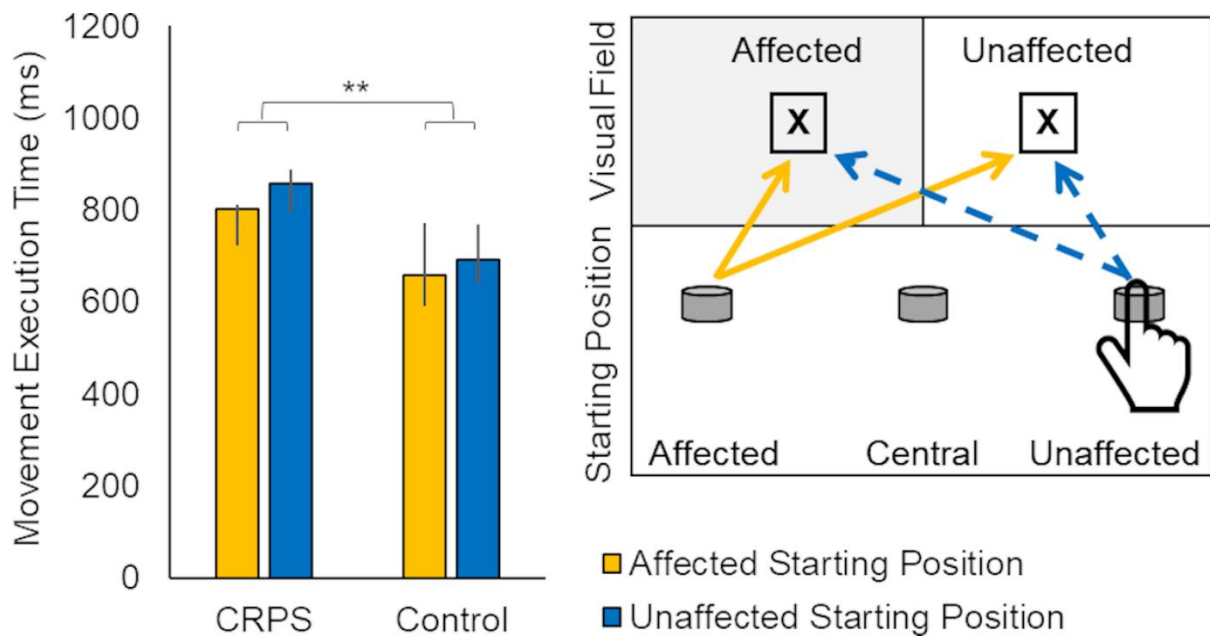 Movement Execution Time (ms)
1200
1000
800
600
400
200
0
**
CRPS
Control
Visual Field
Affected
Unaffected
X
X
Starting Position
Affected
Central
Unaffected
Affected Starting Position
Unaffected Starting Position